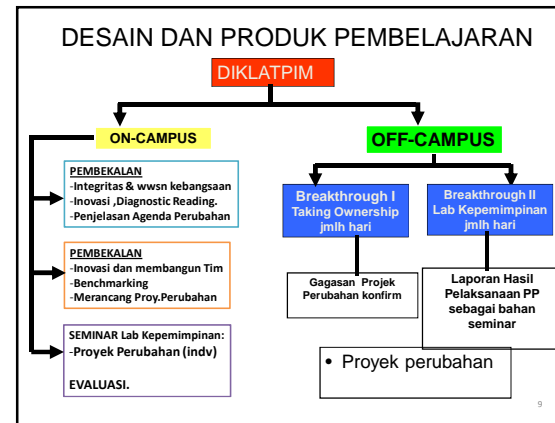 DESAIN DAN PRODUK PEMBELAJARAN
DIKLATPIM
ON-CAMPUS
PEMBEKALAN
-Integritas & wwsn kebangsaan
-Inovasi ,Diagnostic Reading.
-Penjelasan Agenda Perubahan
PEMBEKALAN
-Inovasi dan membangun Tim
-Benchmarking
-Merancang Proy.Perubahan
SEMINAR Lab Kepemimpinan:
-Proyek Perubahan (indv)
EVALUASI.
OFF-CAMPUS
Breakthrough I
Taking Ownership
jmlh hari
Gagasan Projek
Perubahan konfirm
Breakthrough II
Lab Kepemimpinan
jmlh hari
Laporan Hasil
Pelaksanaan PP
sebagai bahan
seminar
• Proyek perubahan
9